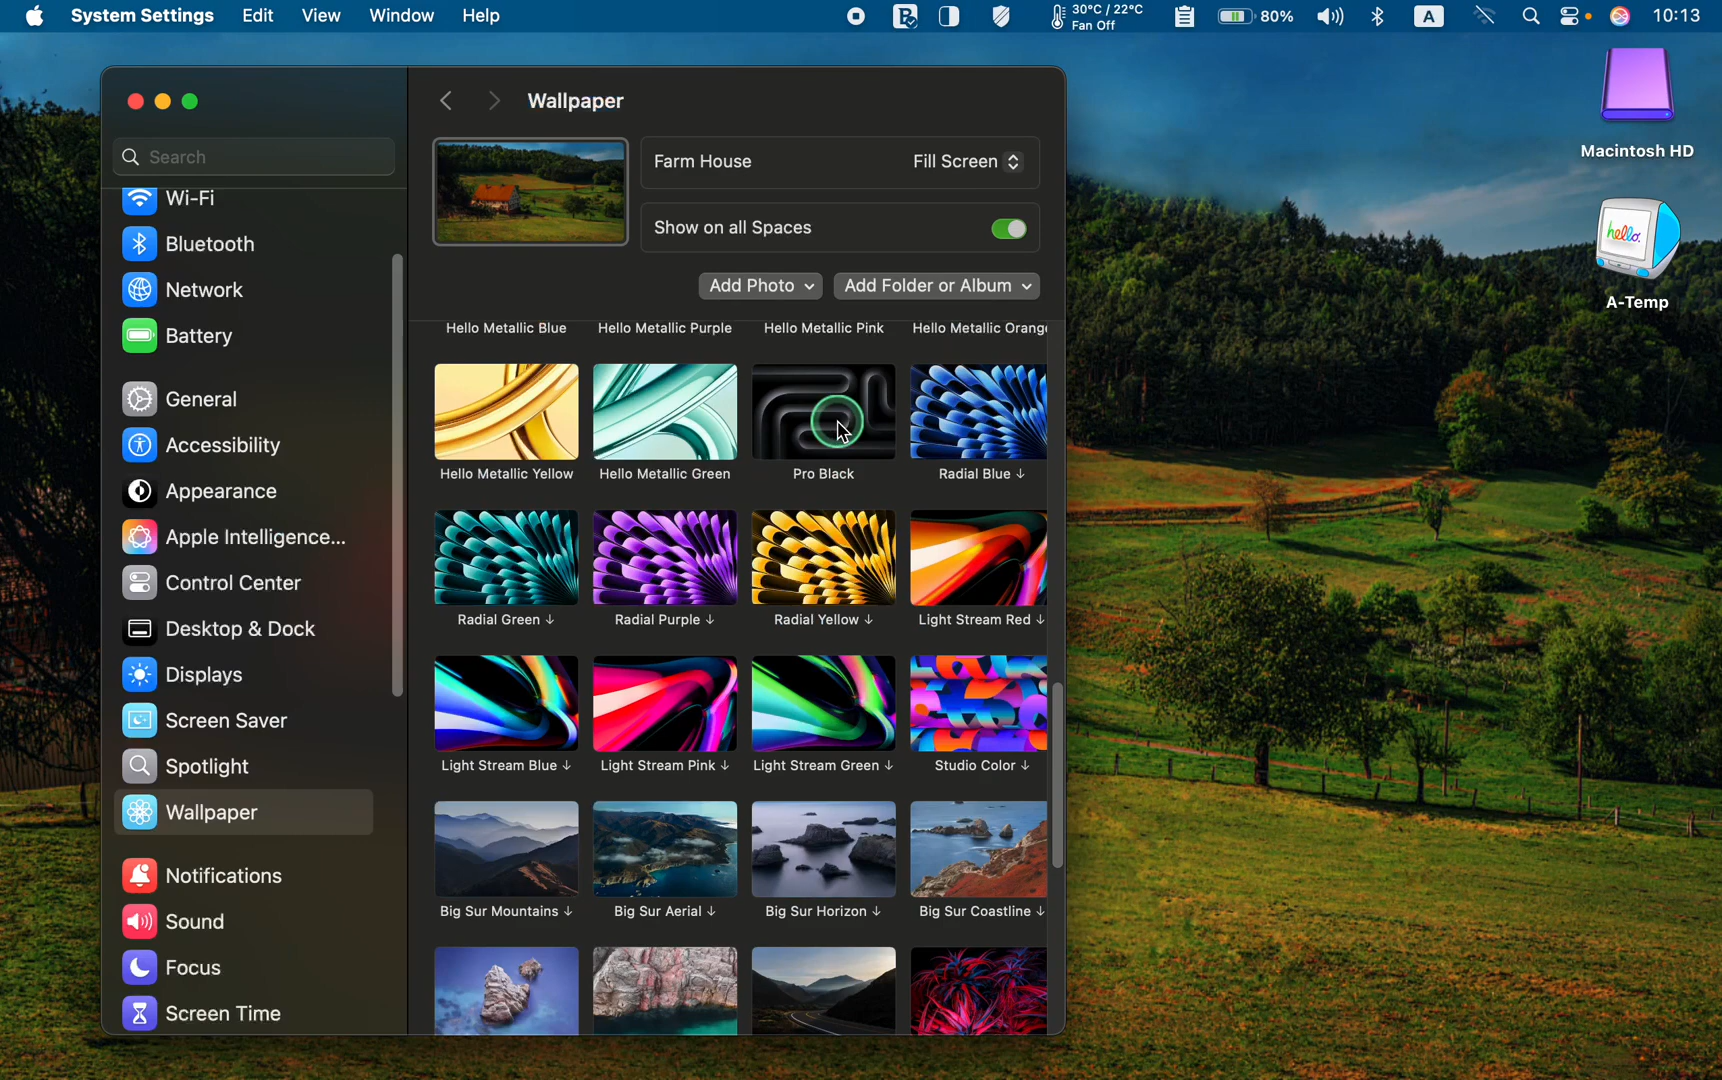 System Settings Edit View Window Help 30°C / 22°C Fan Off 80% A 10:13
Macintosh HD
hello.
A-Temp
Search
Wi-Fi
Bluetooth
Network
Battery
General
Accessibility
Appearance
Apple Intelligence...
Control Center
Desktop & Dock
Displays
Screen Saver
Spotlight
Wallpaper
Notifications
Sound
Focus
Screen Time
Wallpaper
Farm House Fill Screen
Show on all Spaces
Add Photo Add Folder or Album
Hello Metallic Blue Hello Metallic Purple Hello Metallic Pink Hello Metallic Orang
Hello Metallic Yellow Hello Metallic Green Pro Black Radial Blue ↓
Radial Green ↓ Radial Purple ↓ Radial Yellow ↓ Light Stream Red ↓
Light Stream Blue ↓ Light Stream Pink ↓ Light Stream Green ↓ Studio Color ↓
Big Sur Mountains ↓ Big Sur Aerial ↓ Big Sur Horizon ↓ Big Sur Coastline ↓